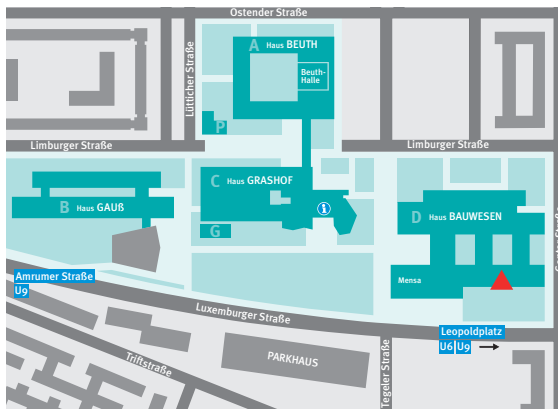 Ostender Straße
Lütticher Straße
A Haus BEUTH
Beuth-
Halle
P
Limburger Straße
Limburger Straße
B Haus GAUß
C Haus GRASHOF
i
G
D Haus BAUWESEN
Mensa
Amrumer Straße
U9
Luxemburger Straße
Leopoldplatz
U6 U9
Triftstraße
PARKHAUS
Tegeler Straße